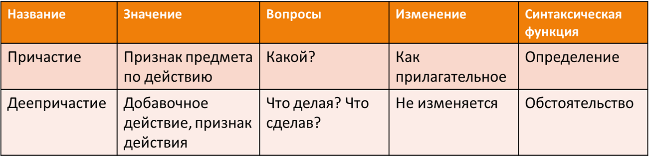 Название Значение Вопросы Изменение Синтаксическая
функция
Причастие Признак предмета Какой? Как Определение
по действию прилагательное
Деепричастие Добавочное Что делая? Что Не изменяется Обстоятельство
действие, признак сделав?
действия